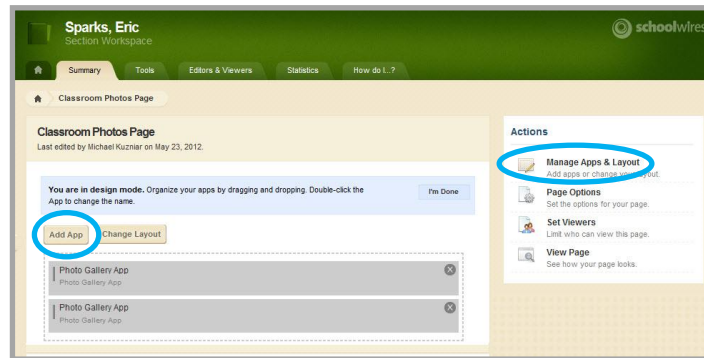 Sparks, Eric
Section Workspace
schoolwires
Summary
Tools
Editors & Viewers
Statistics
How do I...?
Classroom Photos Page
Classroom Photos Page
Last edited by Michael Kuzniar on May 23, 2012.
You are in design mode. Organize your apps by dragging and dropping. Double-click the
App to change the name.
I'm Done
Add App
Change Layout
Photo Gallery App
Photo Gallery App
Photo Gallery App
Photo Gallery App
Actions
Manage Apps & Layout
Add apps or change your layout.
Page Options
Set the options for your page.
Set Viewers
Limit who can view this page.
View Page
See how your page looks.